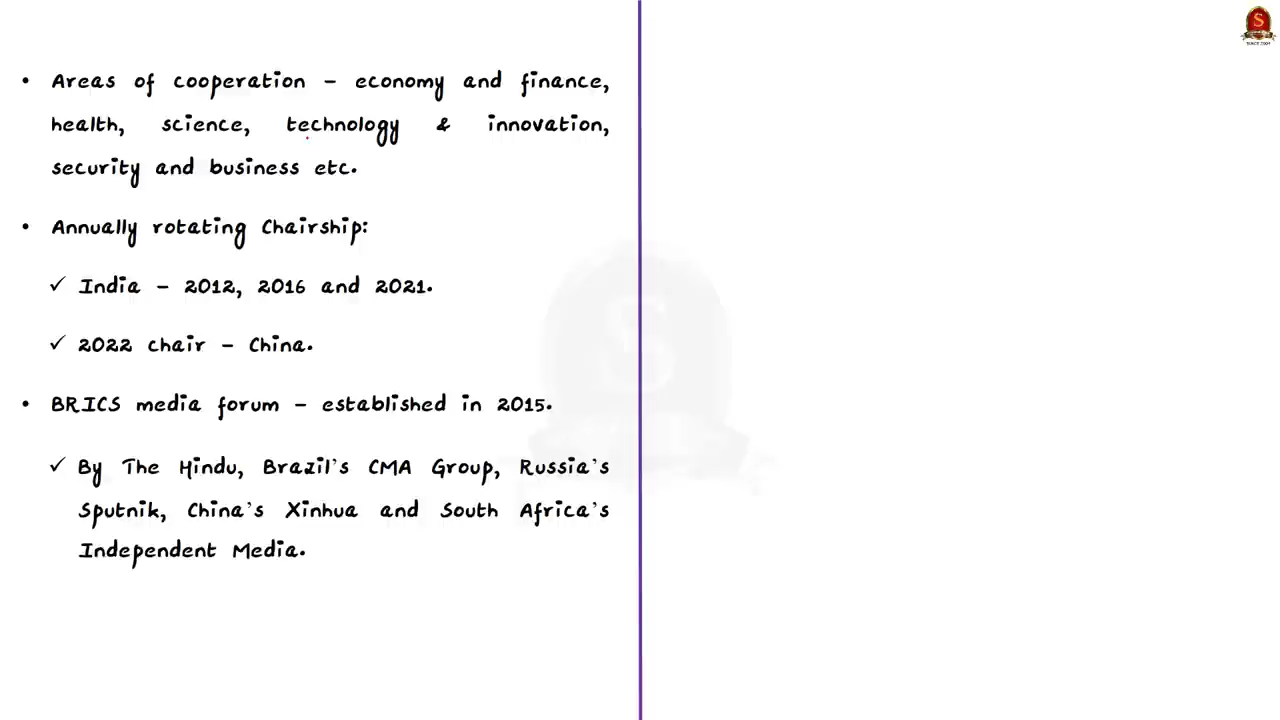 • Areas of cooperation – economy and finance,
health, science, technology & innovation,
security and business etc.
• Annually rotating Chairship:
✓ India – 2012, 2016 and 2021.
✓ 2022 chair – China.
• BRICS media forum – established in 2015.
✓ By The Hindu, Brazil's CMA Group, Russia's
Sputnik, China's Xinhua and South Africa's
Independent Media.
S
SINCE 2004